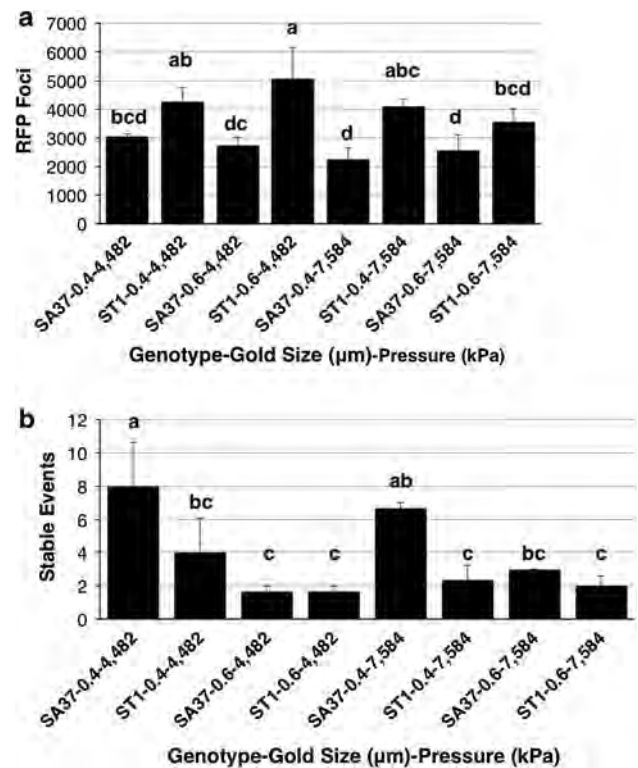 a
7000
6000
5000
4000
3000
2000
1000
0
RFP Foci
bcd
ab
dc
a
d
abc
d
bcd
SA37-0.4-4,482
ST1-0.4-4,482
SA37-0.6-4,482
ST1-0.6-4,482
SA37-0.4-7,584
ST1-0.4-7,584
SA37-0.6-7,584
ST1-0.6-7,584
Genotype-Gold Size (µm)-Pressure (kPa)
b
12
10
8
6
4
2
0
Stable Events
a
bc
c
c
ab
c
bc
c
SA37-0.4-4,482
ST1-0.4-4,482
SA37-0.6-4,482
ST1-0.6-4,482
SA37-0.4-7,584
ST1-0.4-7,584
SA37-0.6-7,584
ST1-0.6-7,584
Genotype-Gold Size (µm)-Pressure (kPa)